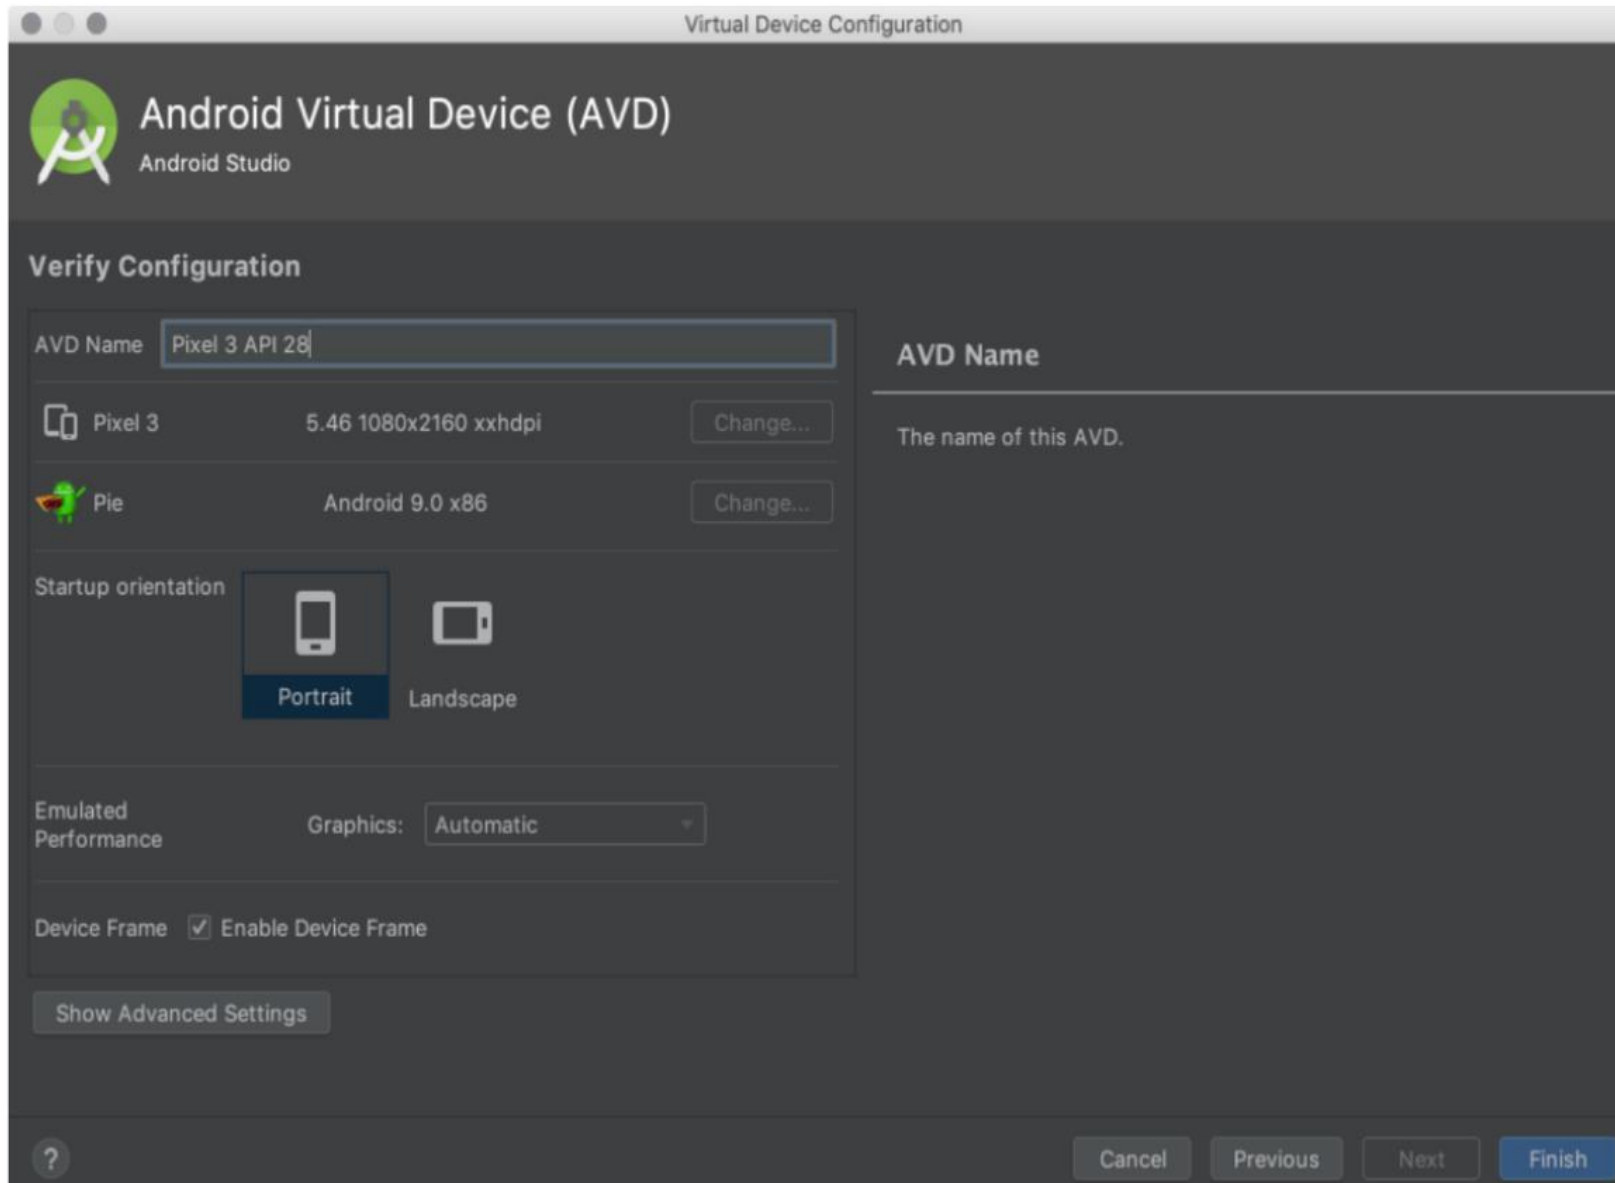 Virtual Device Configuration
Android Virtual Device (AVD)
Android Studio
Verify Configuration
AVD Name Pixel 3 API 28
Pixel 3 5.46 1080x2160 xxhdpi Change...
Pie Android 9.0 x86 Change...
Startup orientation
Portrait Landscape
Emulated
Performance
Graphics: Automatic
Device Frame Enable Device Frame
Show Advanced Settings
AVD Name
The name of this AVD.
?
Cancel Previous Next Finish